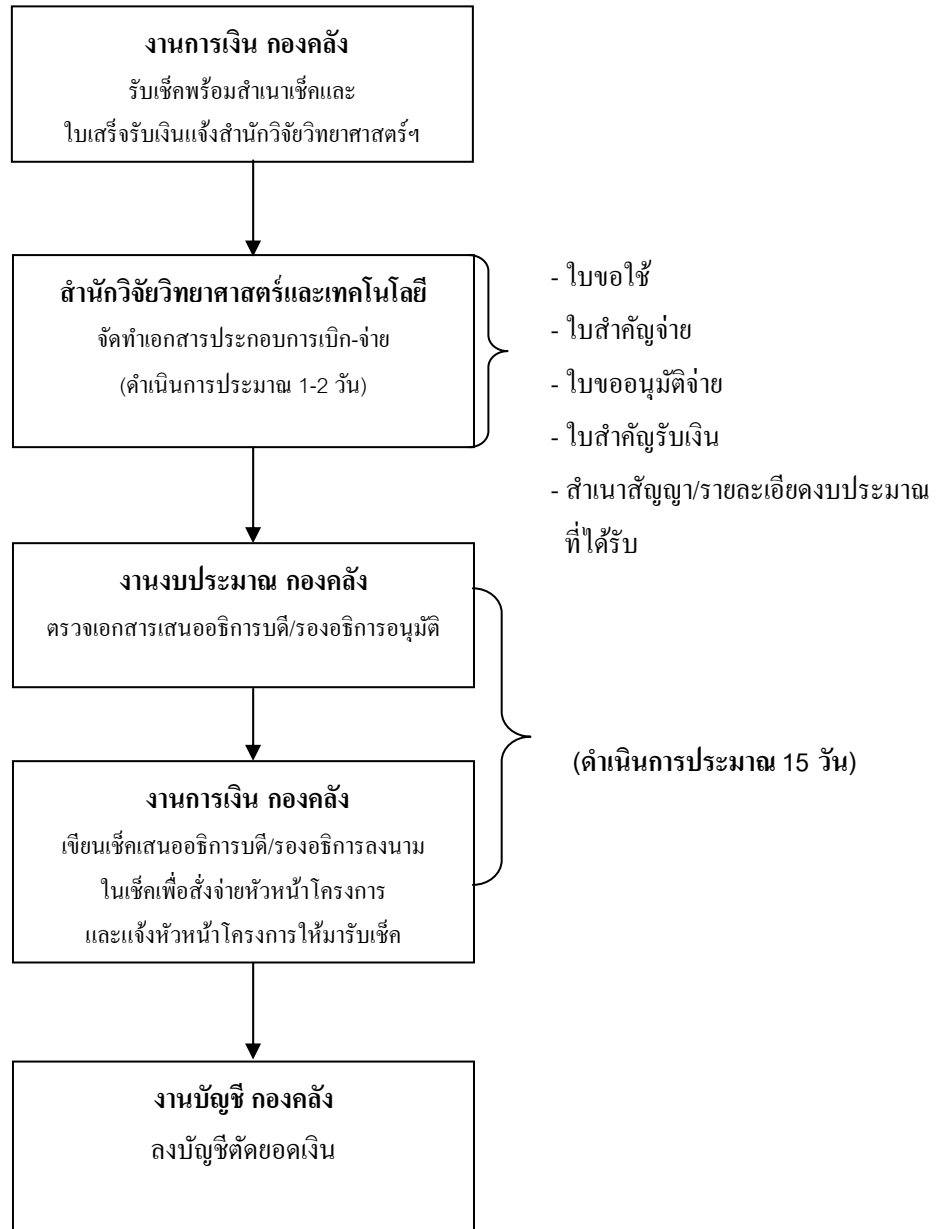 งานการเงิน กองคลัง
รับเช็คพร้อมสำเนาเช็คและ
ใบเสร็จรับเงินแจ้งสำนักวิจัยวิทยาศาสตร์ฯ
สำนักวิจัยวิทยาศาสตร์และเทคโนโลยี
จัดทำเอกสารประกอบการเบิก-จ่าย
(ดำเนินการประมาณ 1-2 วัน)
- ใบขอใช้
- ใบสำคัญจ่าย
- ใบขออนุมัติจ่าย
- ใบสำคัญรับเงิน
- สำเนาสัญญา/รายละเอียดงบประมาณ
ที่ได้รับ
งานงบประมาณ กองคลัง
ตรวจเอกสารเสนออธิการบดี/รองอธิการอนุมัติ
งานการเงิน กองคลัง
เขียนเช็คเสนออธิการบดี/รองอธิการลงนาม
ในเช็คเพื่อสั่งจ่ายหัวหน้าโครงการ
และแจ้งหัวหน้าโครงการให้มารับเช็ค
(ดำเนินการประมาณ 15 วัน)
งานบัญชี กองคลัง
ลงบัญชีตัดยอดเงิน